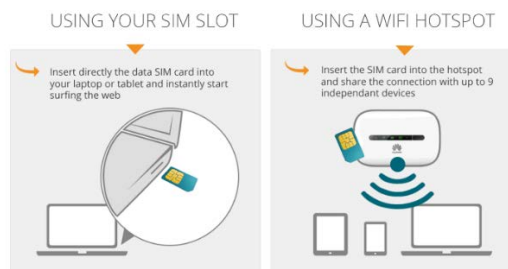 USING YOUR SIM SLOT
Insert directly the data SIM card into
your laptop or tablet and instantly start
surfing the web
USING A WIFI HOTSPOT
Insert the SIM card into the hotspot
and share the connection with up to 9
independant devices